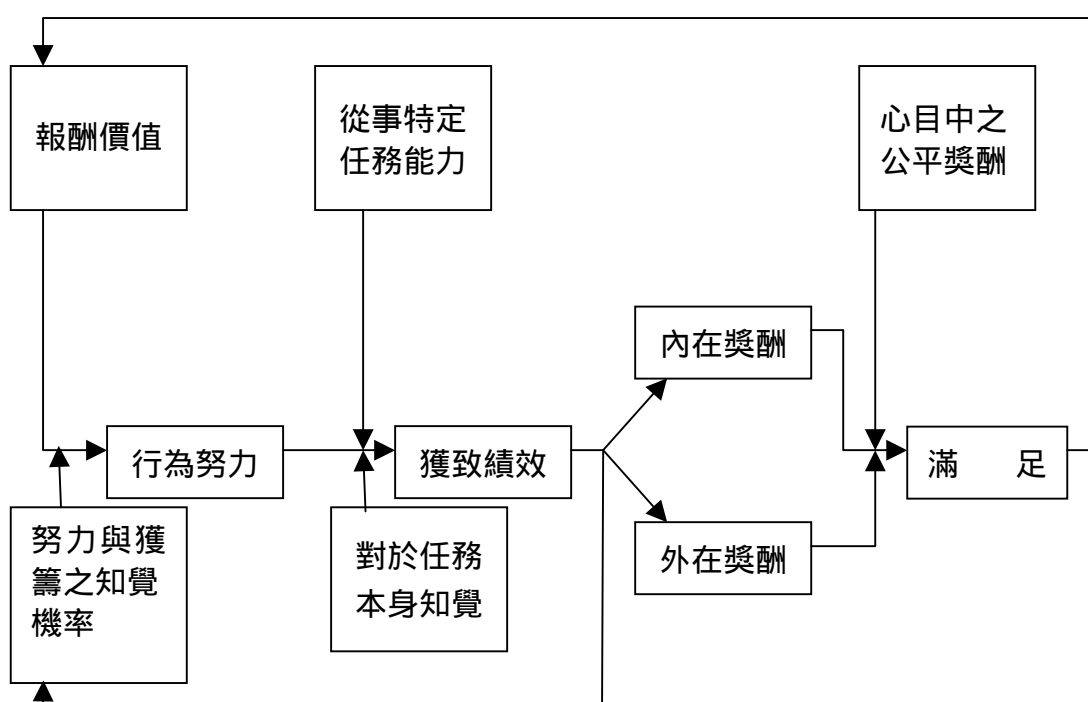 報酬價值
從事特定
任務能力
心目中之
公平獎酬
內在獎酬
行為努力
獲致績效
滿 足
努力與獲
籌之知覺
機率
對於任務
本身知覺
外在獎酬